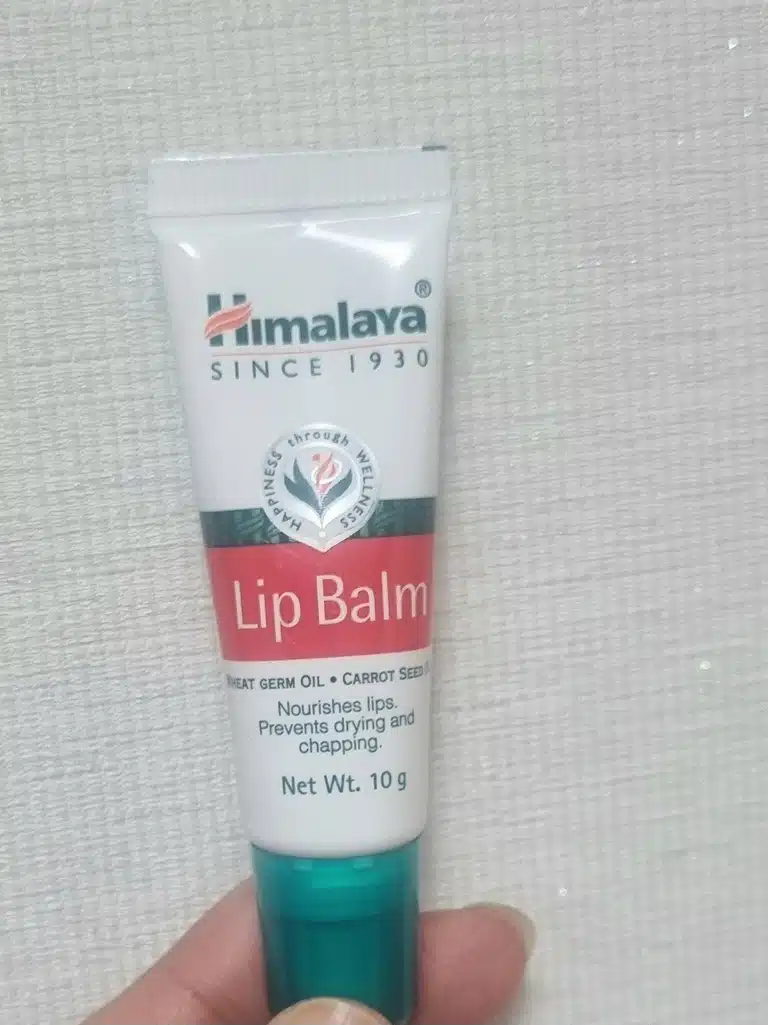 Himalaya®
SINCE 1930
HAPPINESS through WELLNESS
Lip Balm
GERM OIL • CARROT SEED
Nourishes lips.
Prevents drying and
chapping.
Net Wt. 10 g